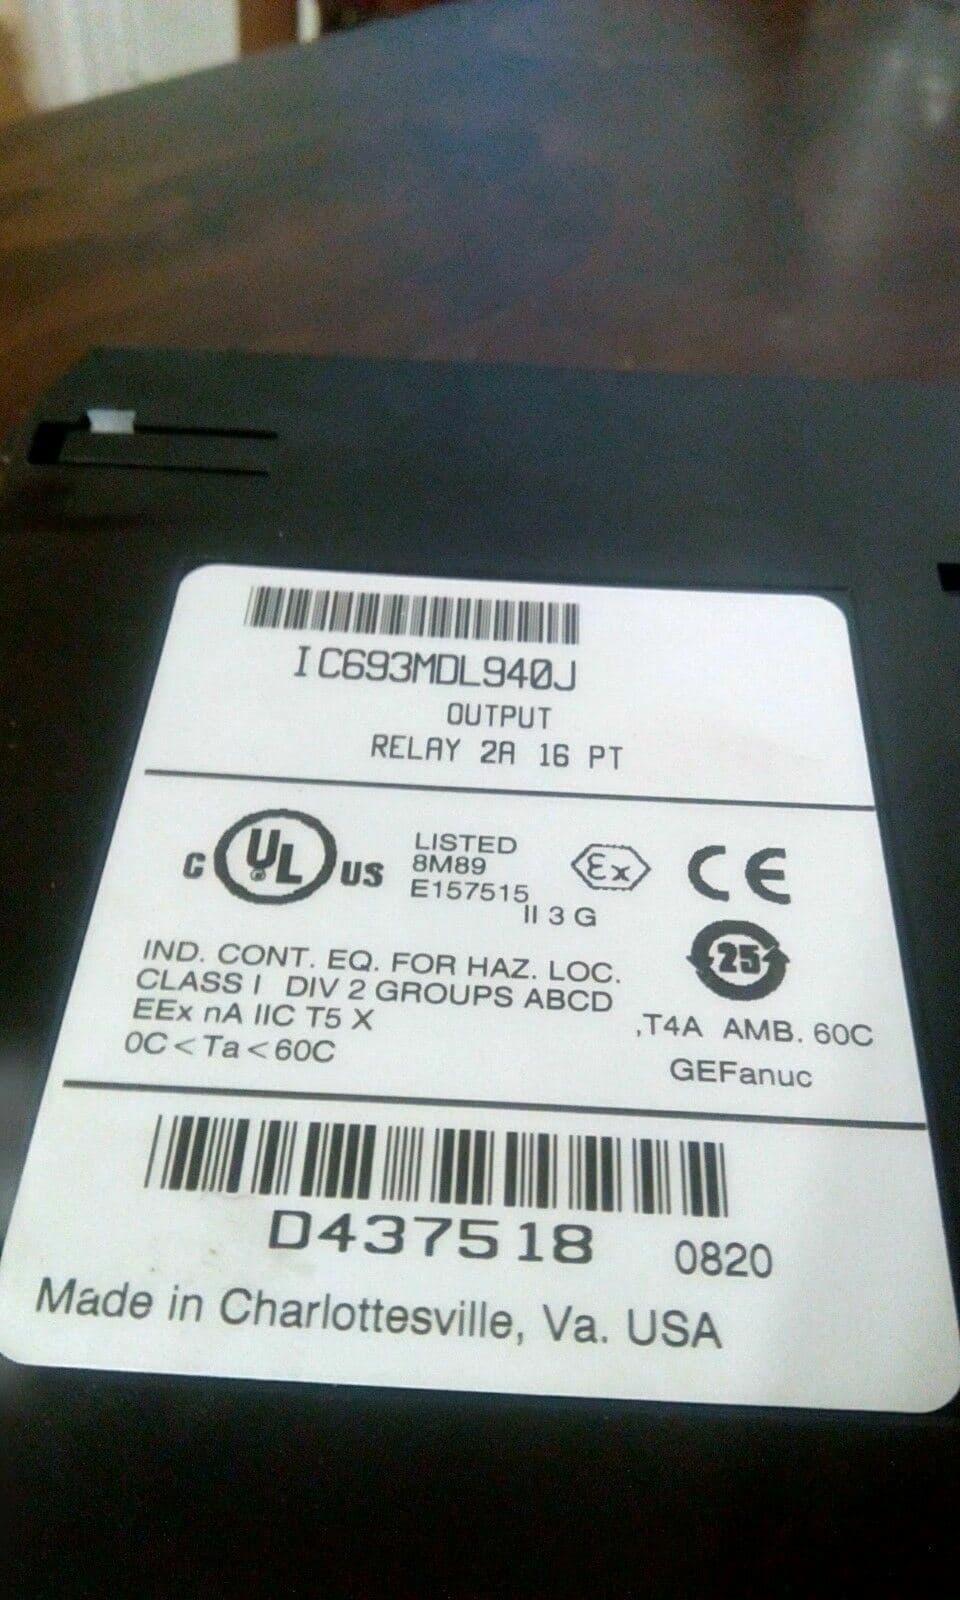 IC693MDL940J
OUTPUT
RELAY 2A 16 PT
C UL US
LISTED
8M89
E157515
Ex
II 3 G
CE
25
IND. CONT. EQ. FOR HAZ. LOC.
CLASS I DIV 2 GROUPS ABCD
EEx nA IIC T5 X
0C < Ta < 60C
,T4A AMB. 60C
GEFanuc
D437518 0820
Made in Charlottesville, Va. USA